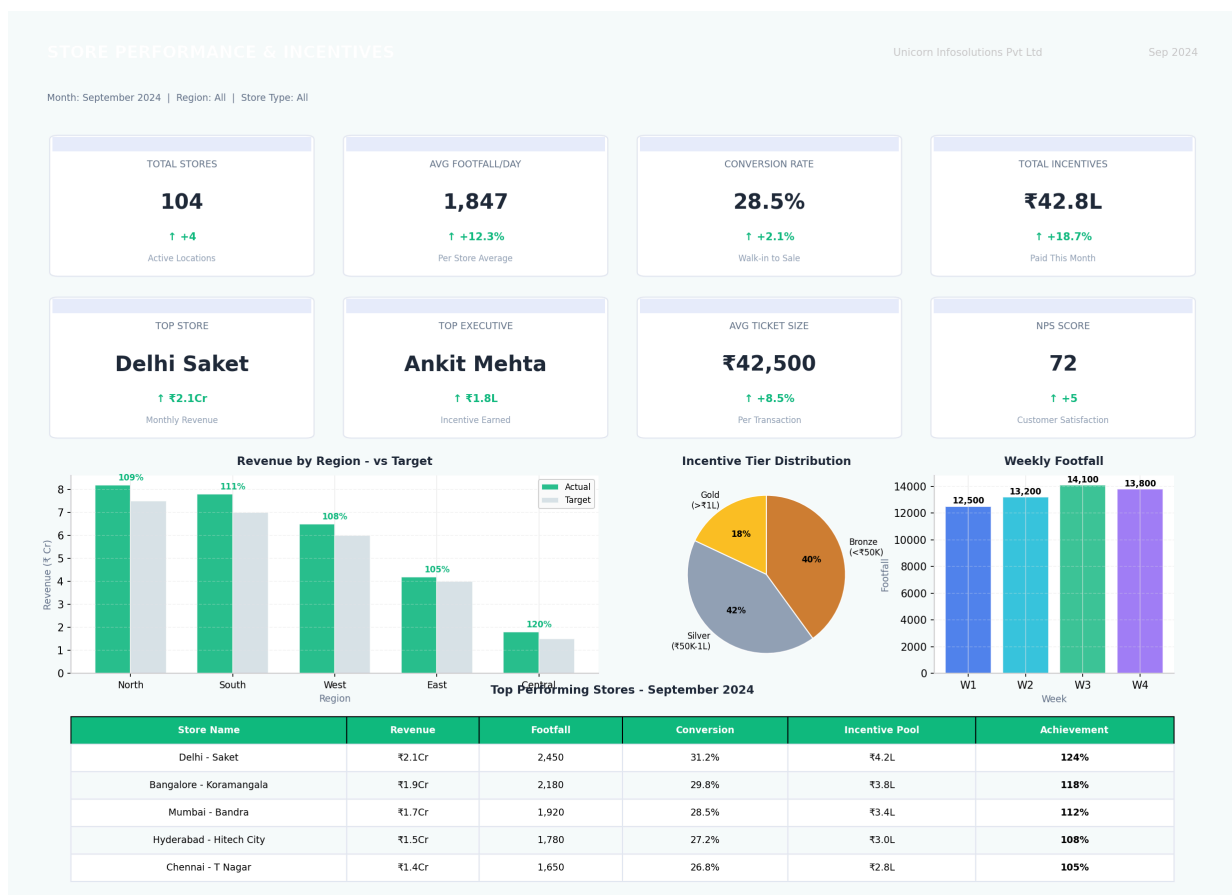 STORE PERFORMANCE & INCENTIVES
Unicorn Infosolutions Pvt Ltd
Sep 2024
Month: September 2024 | Region: All | Store Type: All
TOTAL STORES
104
↑ +4
Active Locations
AVG FOOTFALL/DAY
1,847
↑ +12.3%
Per Store Average
CONVERSION RATE
28.5%
↑ +2.1%
Walk-in to Sale
TOTAL INCENTIVES
₹42.8L
↑ +18.7%
Paid This Month
TOP STORE
Delhi Saket
↑ ₹2.1Cr
Monthly Revenue
TOP EXECUTIVE
Ankit Mehta
↑ ₹1.8L
Incentive Earned
AVG TICKET SIZE
₹42,500
↑ +8.5%
Per Transaction
NPS SCORE
72
↑ +5
Customer Satisfaction
Revenue by Region - vs Target
Revenue (₹ Cr)
8
7
6
5
4
3
2
1
0
109%
111%
108%
105%
120%
Actual
Target
North South West East Central
Region
Incentive Tier Distribution
Gold
(>₹1L)
18%
Bronze
(<₹50K)
40%
Silver
(₹50K-1L)
42%
Weekly Footfall
Footfall
14000
12000
10000
8000
6000
4000
2000
0
12,500
13,200
14,100
13,800
W1 W2 W3 W4
Week
Top Performing Stores - September 2024
Store Name Revenue Footfall Conversion Incentive Pool Achievement
Delhi - Saket ₹2.1Cr 2,450 31.2% ₹4.2L 124%
Bangalore - Koramangala ₹1.9Cr 2,180 29.8% ₹3.8L 118%
Mumbai - Bandra ₹1.7Cr 1,920 28.5% ₹3.4L 112%
Hyderabad - Hitech City ₹1.5Cr 1,780 27.2% ₹3.0L 108%
Chennai - T Nagar ₹1.4Cr 1,650 26.8% ₹2.8L 105%